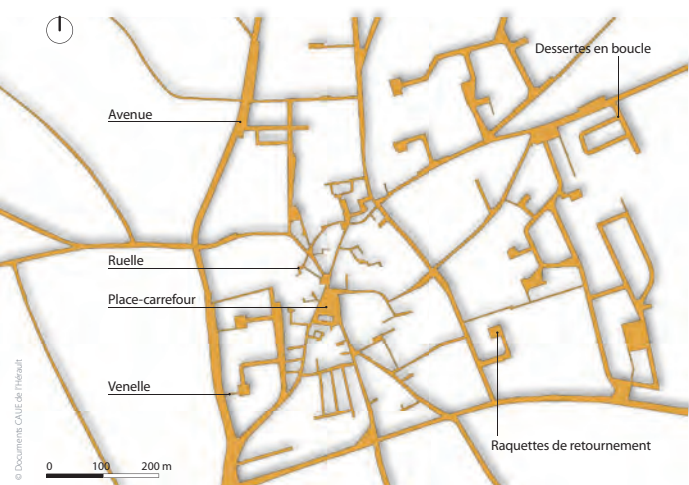 Dessertes en boucle
Avenue
Ruelle
Place-carrefour
Venelle
Raquettes de retournement
0 100 200 m
© Documents CAUE de l'Hérault